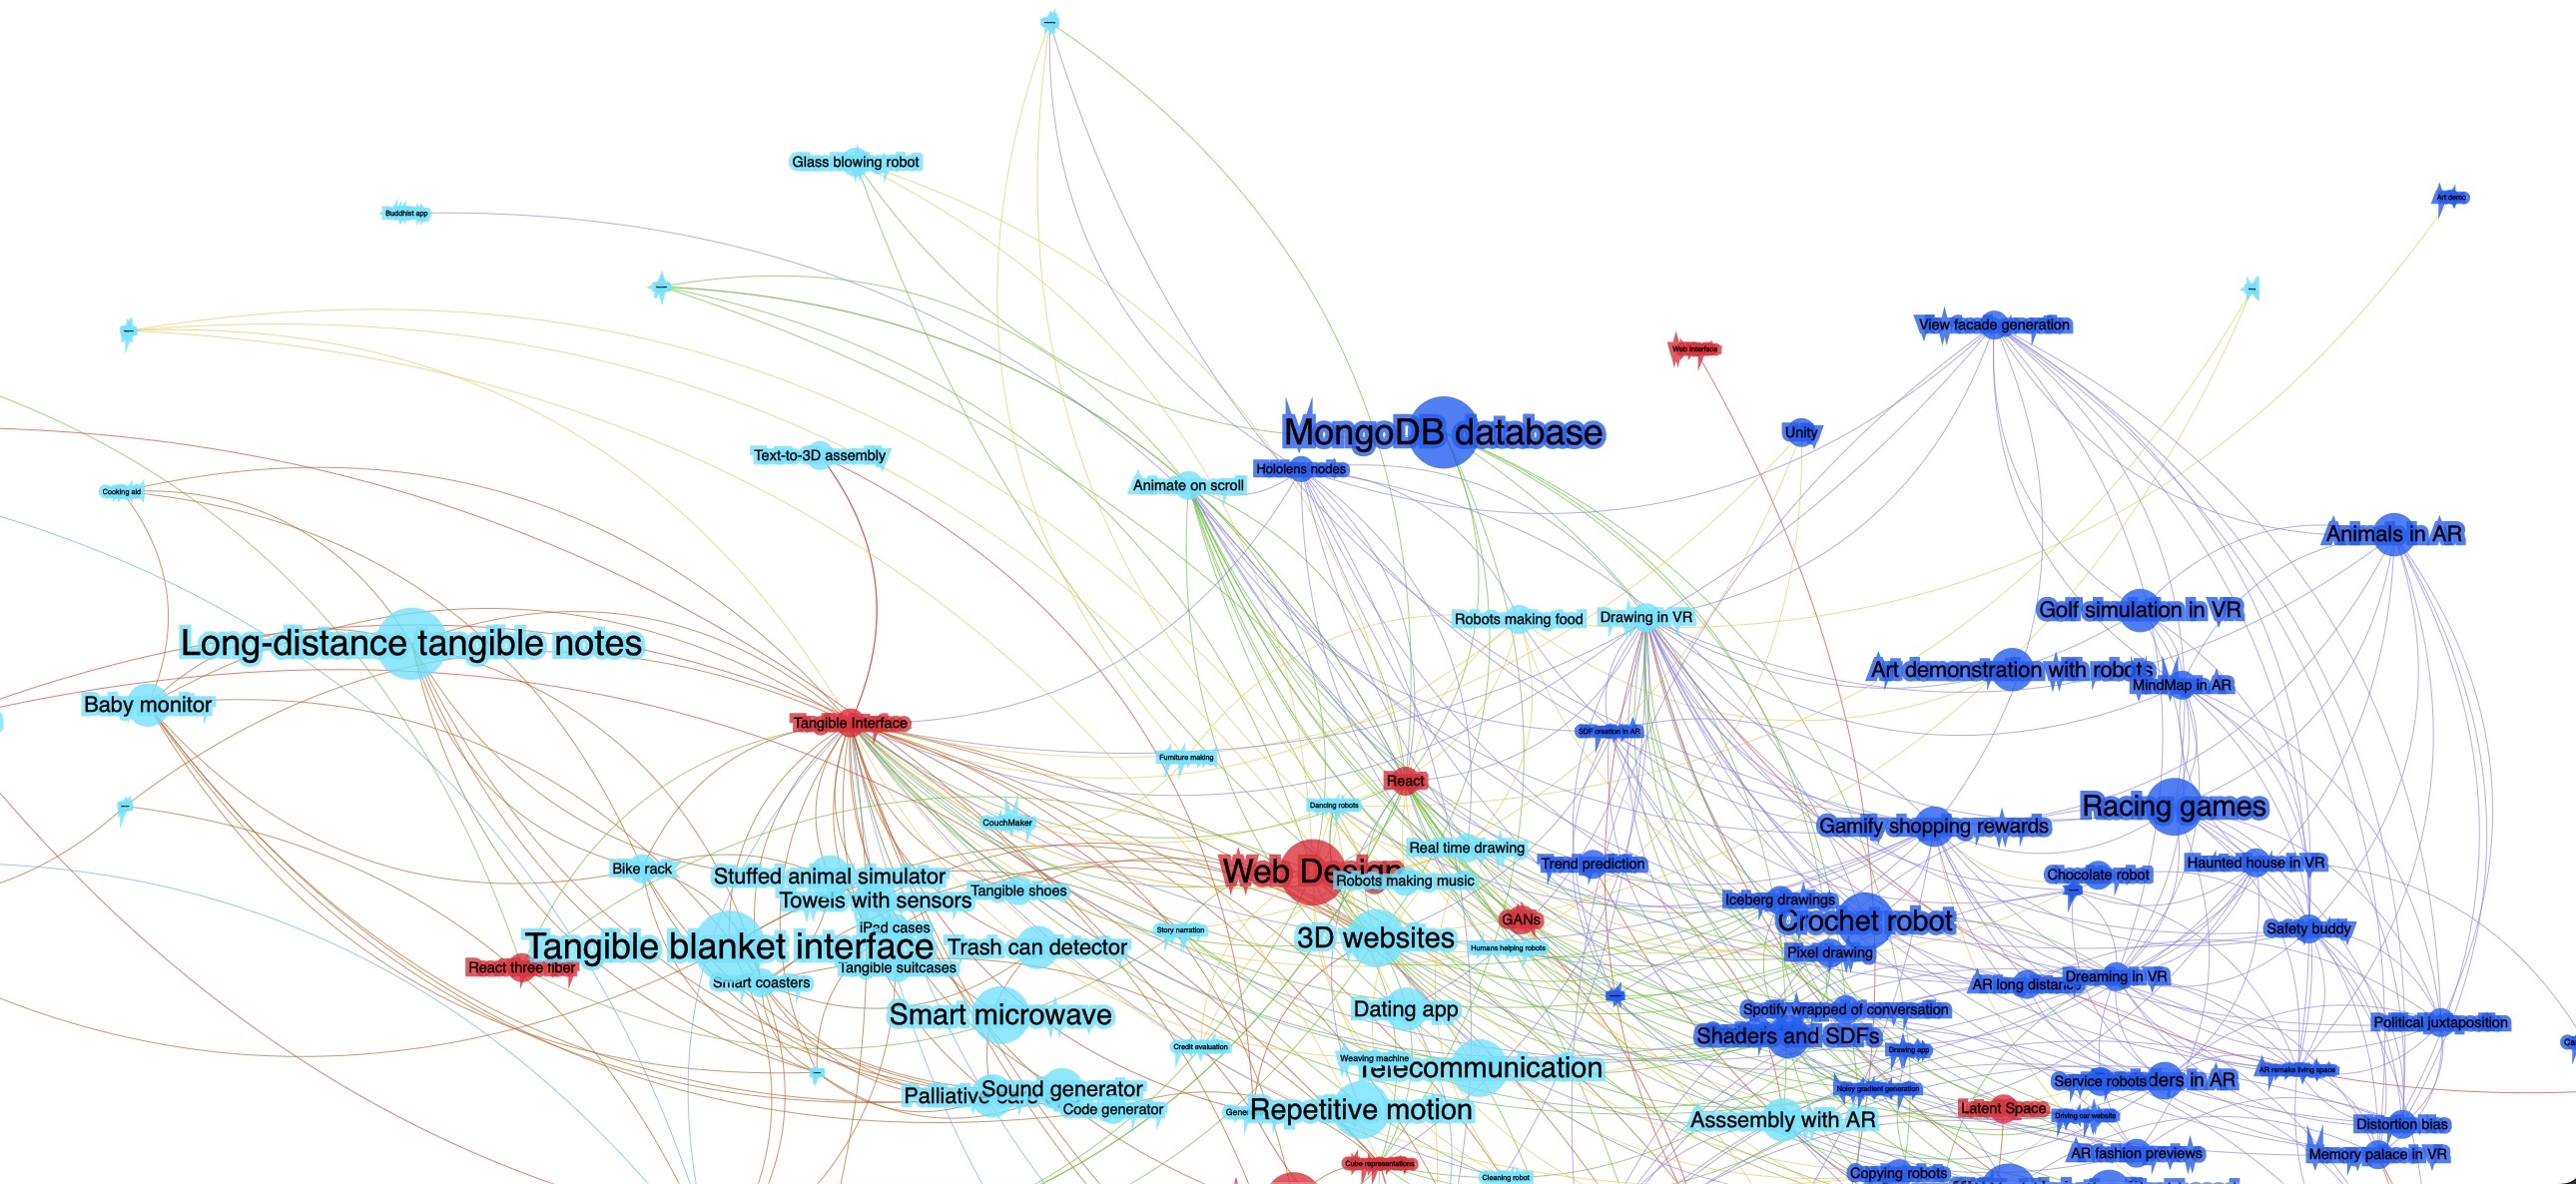 Glass blowing robot
Buddhist app
Art demo
View facade generation
Web Interface
MongoDB database
Unity
Text-to-3D assembly
Hololens nodes
Animate on scroll
Cooking aid
Animals in AR
Golf simulation in VR
Robots making food
Drawing in VR
Long-distance tangible notes
Art demonstration with robots
MindMap in AR
Baby monitor
Tangible Interface
SDF creation in AR
Furniture making
React
Dancing robots
Racing games
CouchMaker
Gamify shopping rewards
Real time drawing
Trend prediction
Haunted house in VR
Bike rack
Stuffed animal simulator
Web Design
Robots making music
Chocolate robot
Tangible shoes
Towels with sensors
Iceberg drawings
GANs
Crochet robot
iPad cases
Story narration
Safety buddy
3D websites
Tangible blanket interface
Trash can detector
Humans helping robots
Pixel drawing
React three fiber
Tangible suitcases
Smart coasters
Dreaming in VR
AR long distance
Dating app
Spotify wrapped of conversation
Smart microwave
Political juxtaposition
Shaders and SDFs
Credit evaluation
Drawing app
Weaving machine
Telecommunication
AR remake living space
Service robots
ders in AR
Sound generator
Palliative care
Noisy gradient generation
Code generator
Gene
Repetitive motion
Latent Space
Driving car website
Asssembly with AR
Distortion bias
AR fashion previews
Memory palace in VR
Cube representations
Copying robots
Cleaning robot